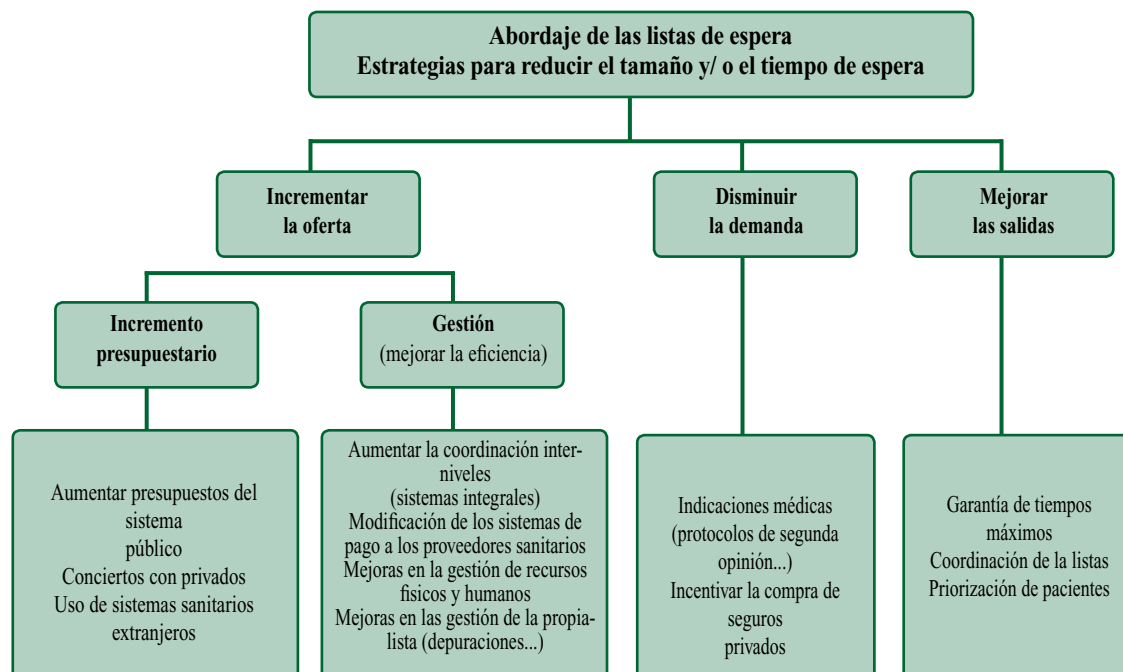 Abordaje de las listas de espera
Estrategias para reducir el tamaño y/ o el tiempo de espera
Incrementar
la oferta
Disminuir
la demanda
Mejorar
las salidas
Incremento
presupuestario
Gestión
(mejorar la eficiencia)
Aumentar presupuestos del
sistema
público
Conciertos con privados
Uso de sistemas sanitarios
extranjeros
Aumentar la coordinación inter-
niveles
(sistemas integrales)
Modificación de los sistemas de
pago a los proveedores sanitarios
Mejoras en la gestión de recursos
fisicos y humanos
Mejoras en las gestión de la propia-
lista (depuraciones...)
Indicaciones médicas
(protocolos de segunda
opinión...)
Incentivar la compra de
seguros
privados
Garantía de tiempos
máximos
Coordinación de la listas
Priorización de pacientes